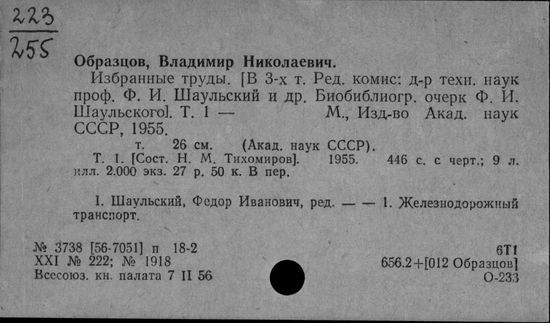 223
255
Образцов, Владимир Николаевич.
Избранные труды. [В 3-х т. Ред. комис: д-р техн. наук
проф. Ф. И. Шаульский и др. Биобиблиогр. очерк Ф. И.
Шаульского]. Т. 1 — М., Изд-во Акад. наук
СССР, 1955.
т. 26 см. (Акад. наук СССР).
Т. 1. [Сост. Н. М. Тихомиров]. 1955. 446 с. с черт.; 9 л.
илл. 2.000 экз. 27 р. 50 к. В пер.
1. Шаульский, Федор Иванович, ред. — — 1. Железнодорожный
транспорт.
№ 3738 [56-7051] п 18-2 6Т1
XXI № 222; № 1918 656.2+[012 Образцов]
Всесоюз. кн. палата 7 II 56 О-233